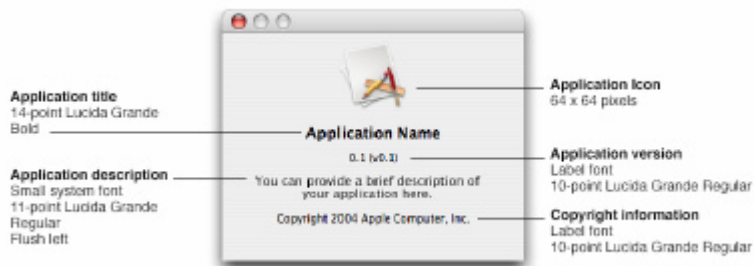 Application title
14-point Lucida Grande
Bold
Application description
Small system font
11-point Lucida Grande
Regular
Flush left
Application Name
0.1 (v0.1)
You can provide a brief description of
your application here.
Copyright 2004 Apple Computer, Inc.
Application Icon
64 x 64 pixels
Application version
Label font
10-point Lucida Grande Regular
Copyright information
Label font
10-point Lucida Grande Regular